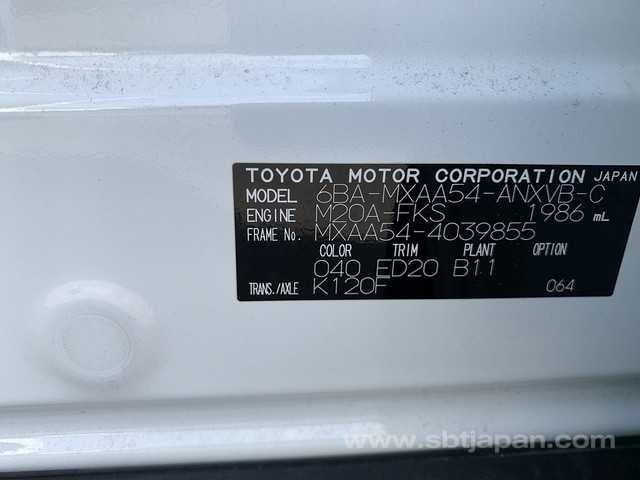 TOYOTA MOTOR CORPORATION JAPAN
MODEL 6BA-MXAA54-ANXVB-C
ENGINE M20A-FKS 1986 mL
FRAME No. MXAA54-4039855
COLOR TRIM PLANT OPTION
040 ED20 B11
TRANS./AXLE K120F 064
www.sbtjapan.com